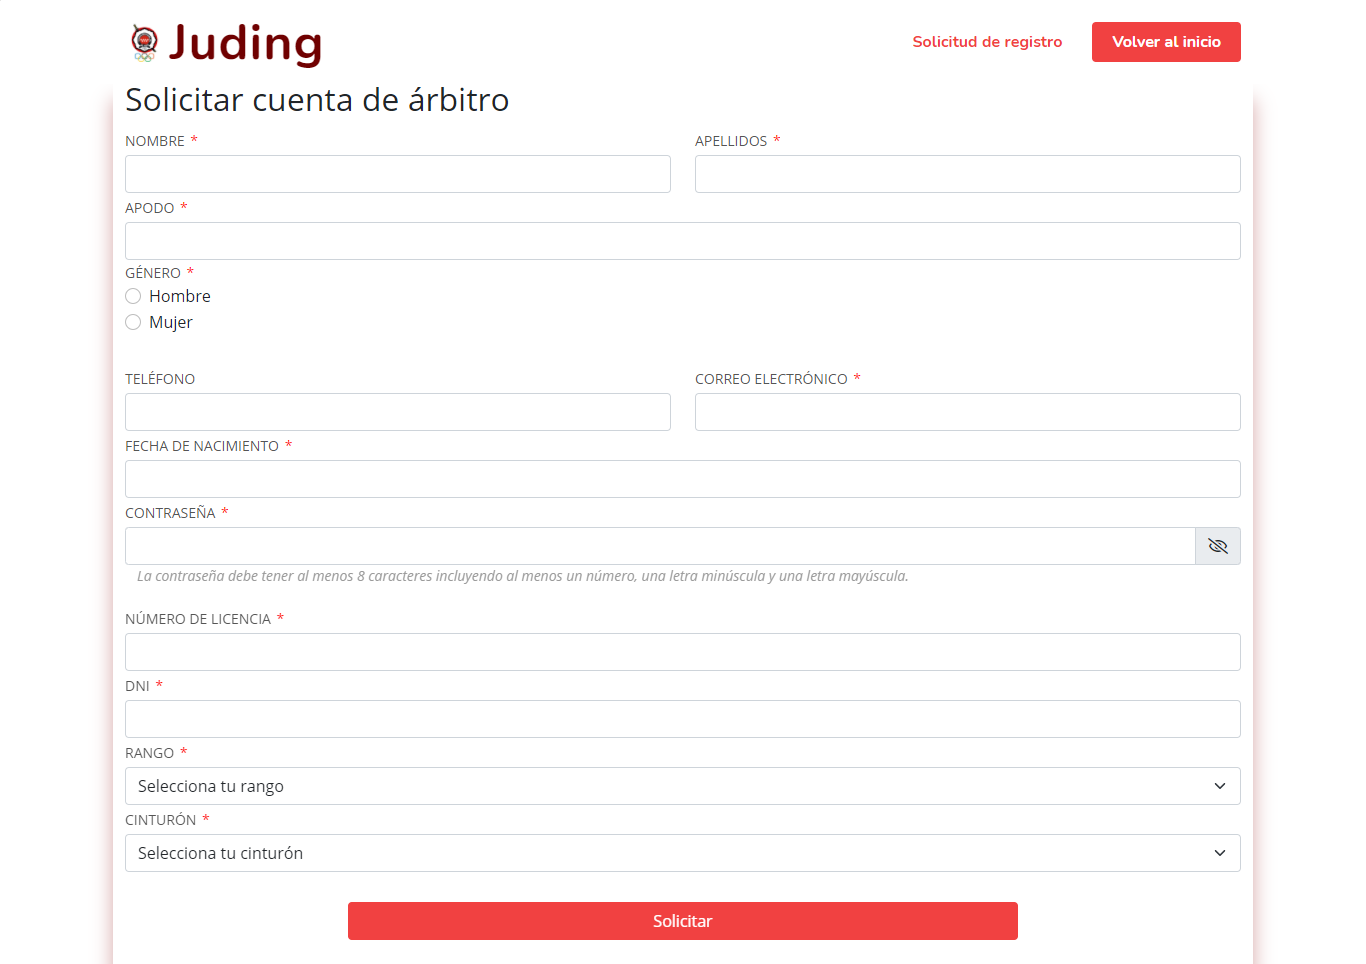 Juding
Solicitud de registro
Volver al inicio
Solicitar cuenta de árbitro
NOMBRE *
APELLIDOS *
APODO *
GÉNERO *
Hombre
Mujer
TELÉFONO
CORREO ELECTRÓNICO *
FECHA DE NACIMIENTO *
CONTRASEÑA *
La contraseña debe tener al menos 8 caracteres incluyendo al menos un número, una letra minúscula y una letra mayúscula.
NÚMERO DE LICENCIA *
DNI *
RANGO *
Selecciona tu rango
CINTURÓN *
Selecciona tu cinturón
Solicitar